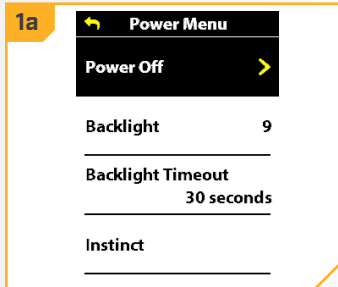 1a
Power Menu
Power Off
Backlight 9
Backlight Timeout
30 seconds
Instinct